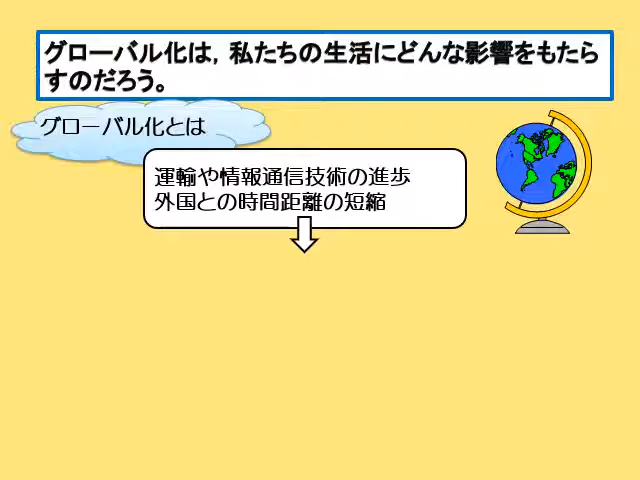 グローバル化は，私たちの生活にどんな影響をもたら
すのだろう。
グローバル化とは
運輸や情報通信技術の進歩
外国との時間距離の短縮